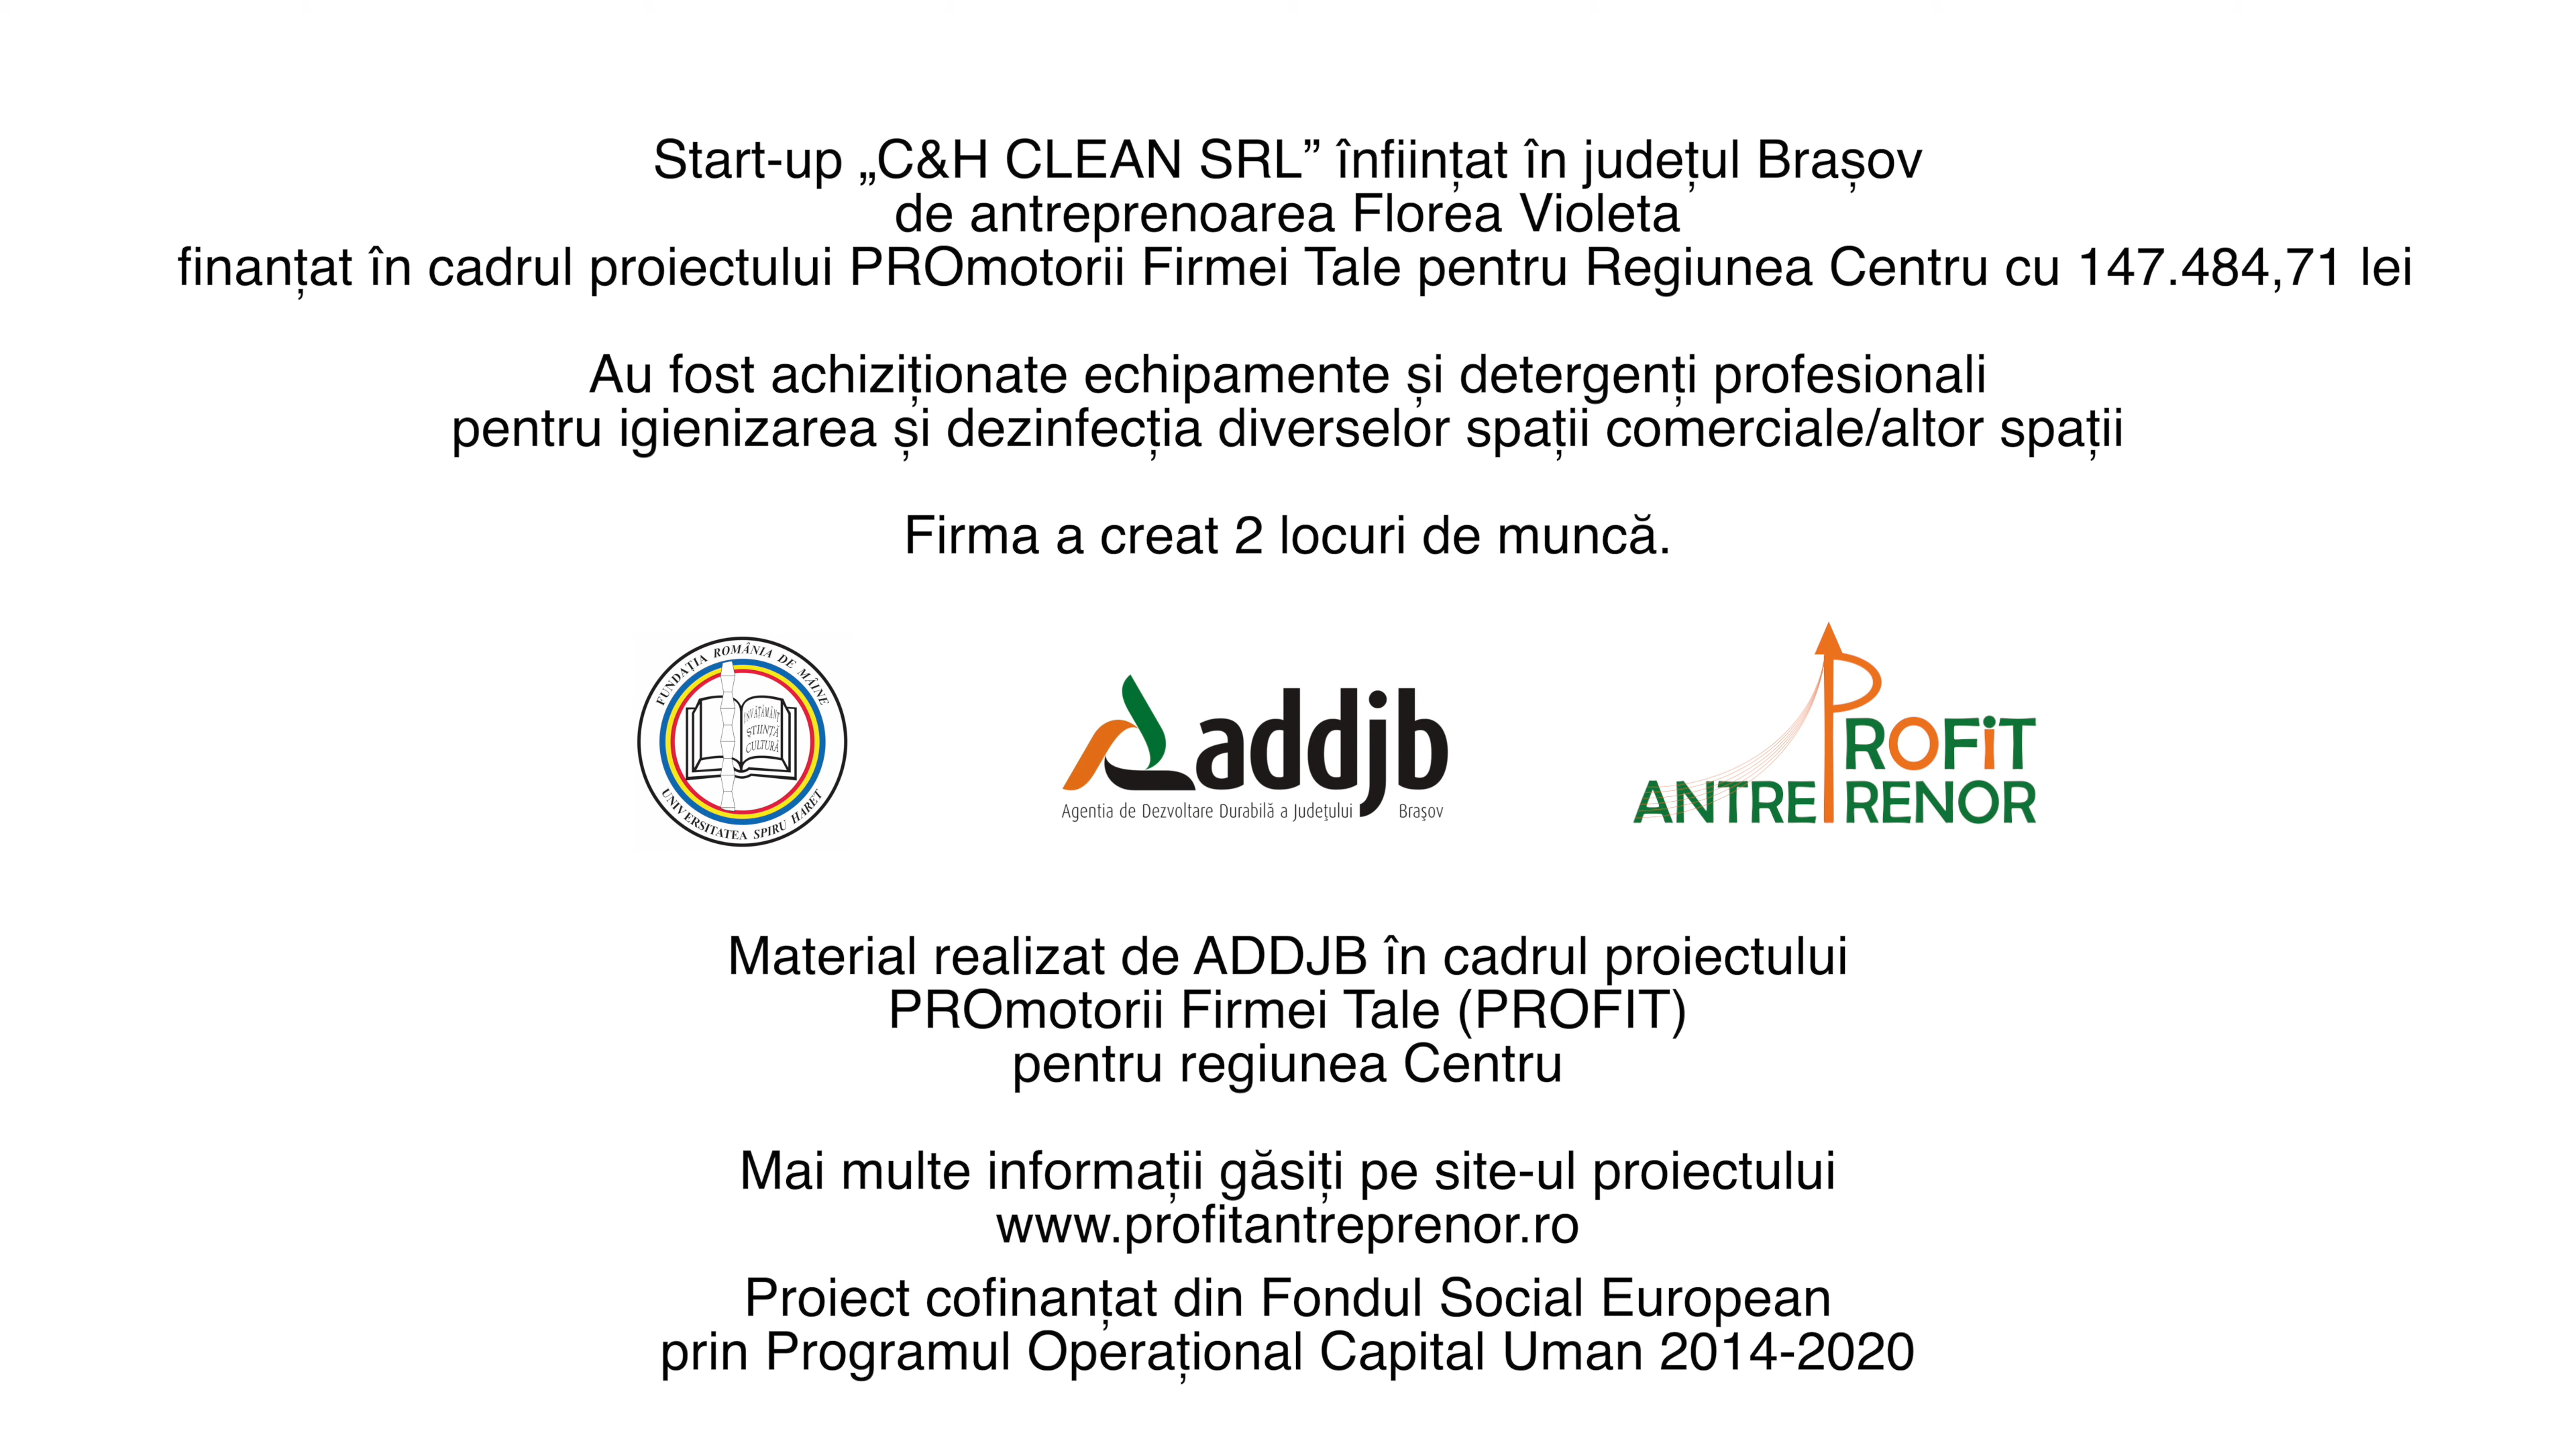 Start-up „C&H CLEAN SRL” înființat în județul Brașov
de antreprenoarea Florea Violeta
finanțat în cadrul proiectului PROmotorii Firmei Tale pentru Regiunea Centru cu 147.484,71 lei
Au fost achiziționate echipamente și detergenți profesionali
pentru igienizarea și dezinfecția diverselor spații comerciale/altor spații
Firma a creat 2 locuri de muncă.
FUNDAȚIA ROMÂNIA DE MÂINE
ÎNVĂȚĂMÂNT
ȘTIINȚĂ
CULTURĂ
UNIVERSITATEA SPIRU HARET
addjb
Agentia de Dezvoltare Durabilă a Judeţului Braşov
PROFiT
ANTREPRENOR
Material realizat de ADDJB în cadrul proiectului
PROmotorii Firmei Tale (PROFIT)
pentru regiunea Centru
Mai multe informații găsiți pe site-ul proiectului
www.profitantreprenor.ro
Proiect cofinanțat din Fondul Social European
prin Programul Operațional Capital Uman 2014-2020